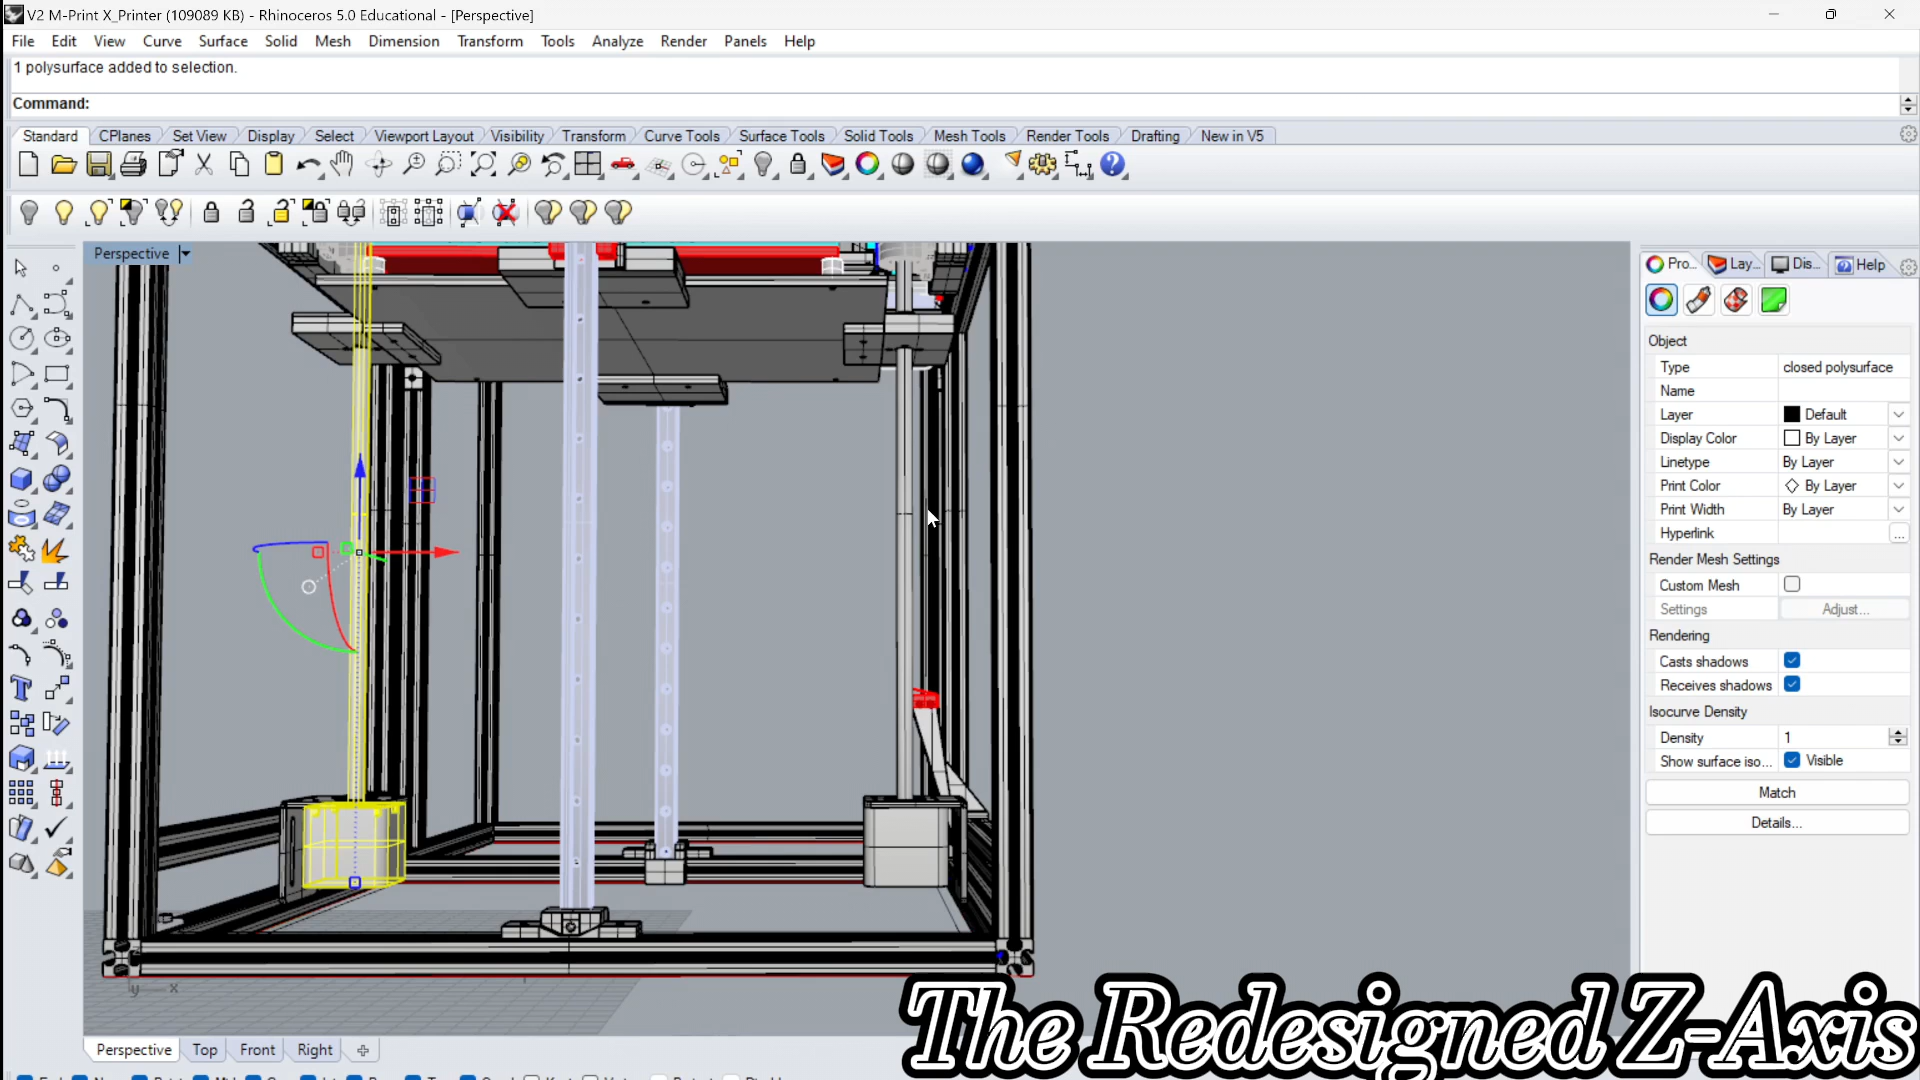 V2 M-Print X_Printer (109089 KB) - Rhinoceros 5.0 Educational - [Perspective]
File Edit View Curve Surface Solid Mesh Dimension Transform Tools Analyze Render Panels Help
1 polysurface added to selection.
Command:
Standard CPlanes Set View Display Select Viewport Layout Visibility Transform Curve Tools Surface Tools Solid Tools Mesh Tools Render Tools Drafting New in V5
Perspective
Pro... Lay... Dis... Help
Object
Type closed polysurface
Name
Layer Default
Display Color By Layer
Linetype By Layer
Print Color By Layer
Print Width By Layer
Hyperlink ...
Render Mesh Settings
Custom Mesh
Settings Adjust...
Rendering
Casts shadows
Receives shadows
Isocurve Density
Density 1
Show surface iso... Visible
Match
Details...
y x
Perspective Top Front Right
The Redesigned Z-Axis